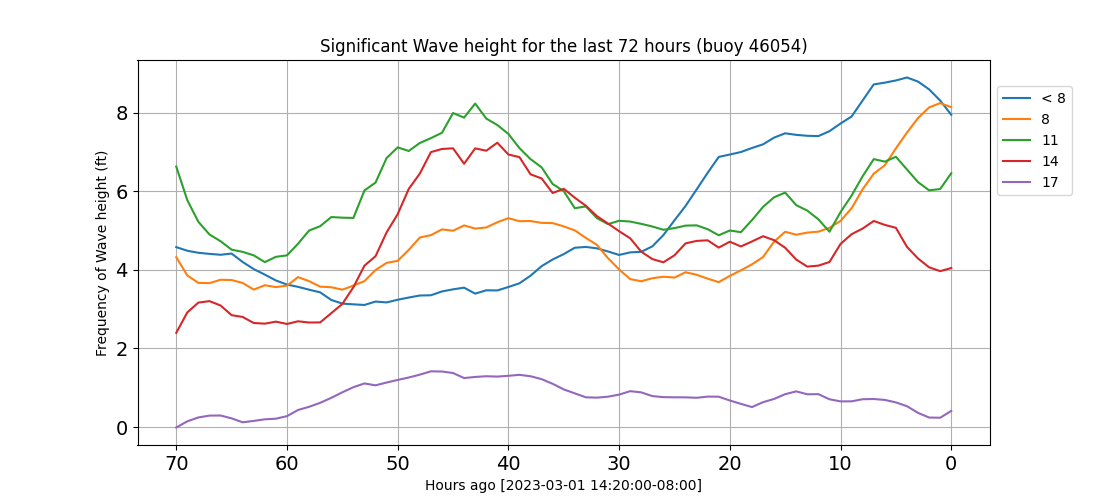 Significant Wave height for the last 72 hours (buoy 46054)
Frequency of Wave height (ft)
8
6
4
2
0
70 60 50 40 30 20 10 0
Hours ago [2023-03-01 14:20:00-08:00]
< 8
8
11
14
17